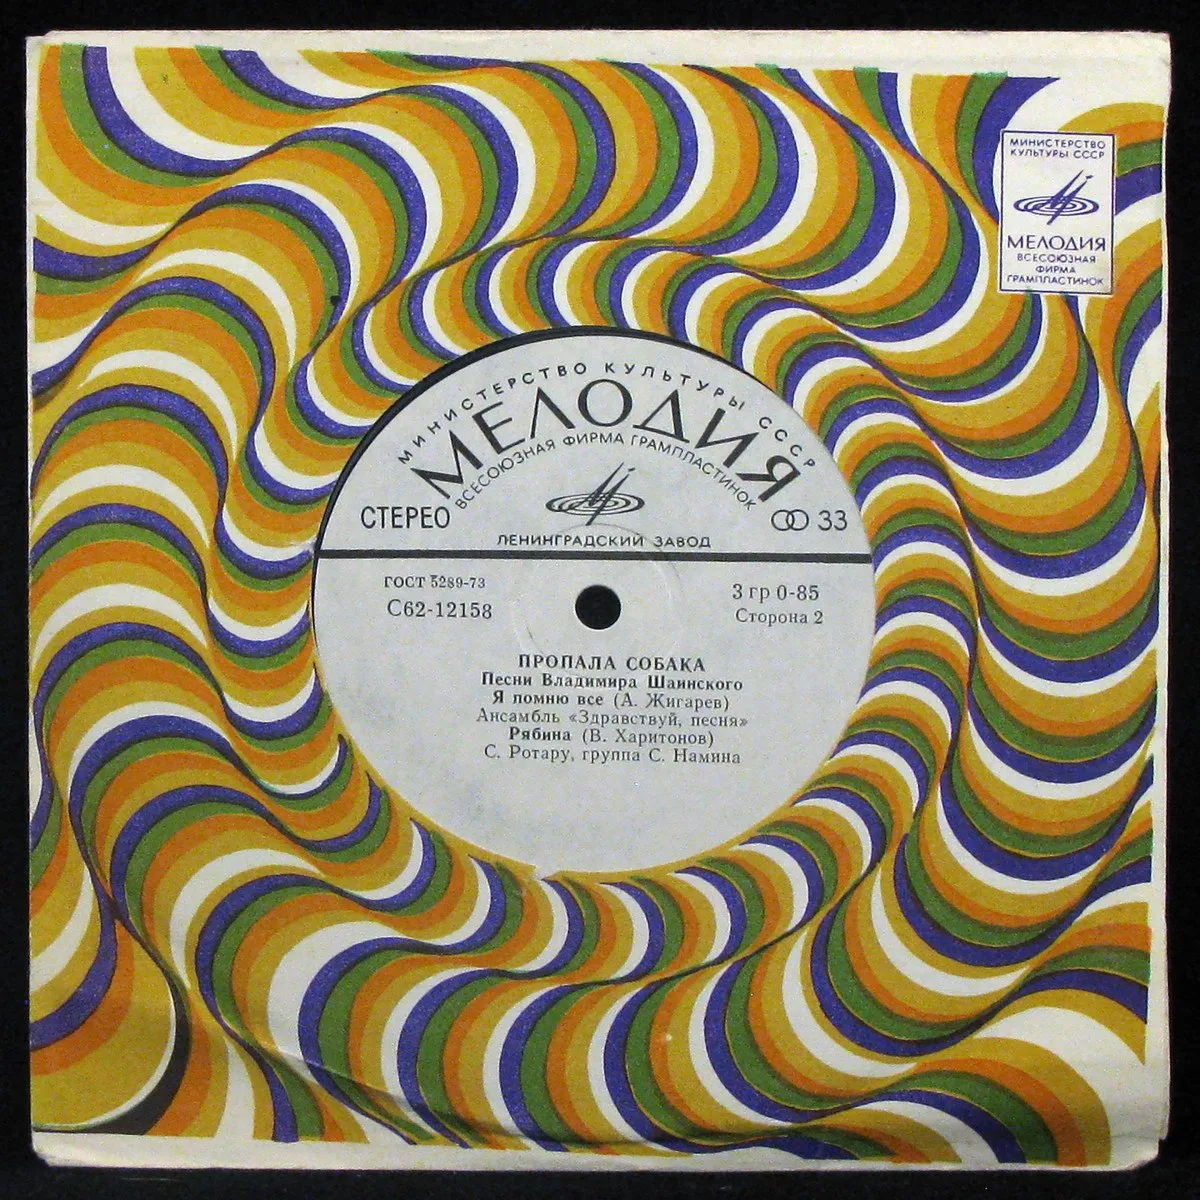 МИНИСТЕРСТВО
КУЛЬТУРЫ СССР
МЕЛОДИЯ
ВСЕСОЮЗНАЯ
ФИРМА
ГРАМПЛАСТИНОК
МИНИСТЕРСТВО КУЛЬТУРЫ СССР
МЕЛОДИЯ
ВСЕСОЮЗНАЯ ФИРМА ГРАМПЛАСТИНОК
СТЕРЕО 33
ЛЕНИНГРАДСКИЙ ЗАВОД
ГОСТ 5289-73 3 гр 0-85
С62-12158 Сторона 2
ПРОПАЛА СОБАКА
Песни Владимира Шаинского
Я помню все (А. Жигарев)
Ансамбль «Здравствуй, песня»
Рябина (В. Харитонов)
С. Ротару, группа С. Намина